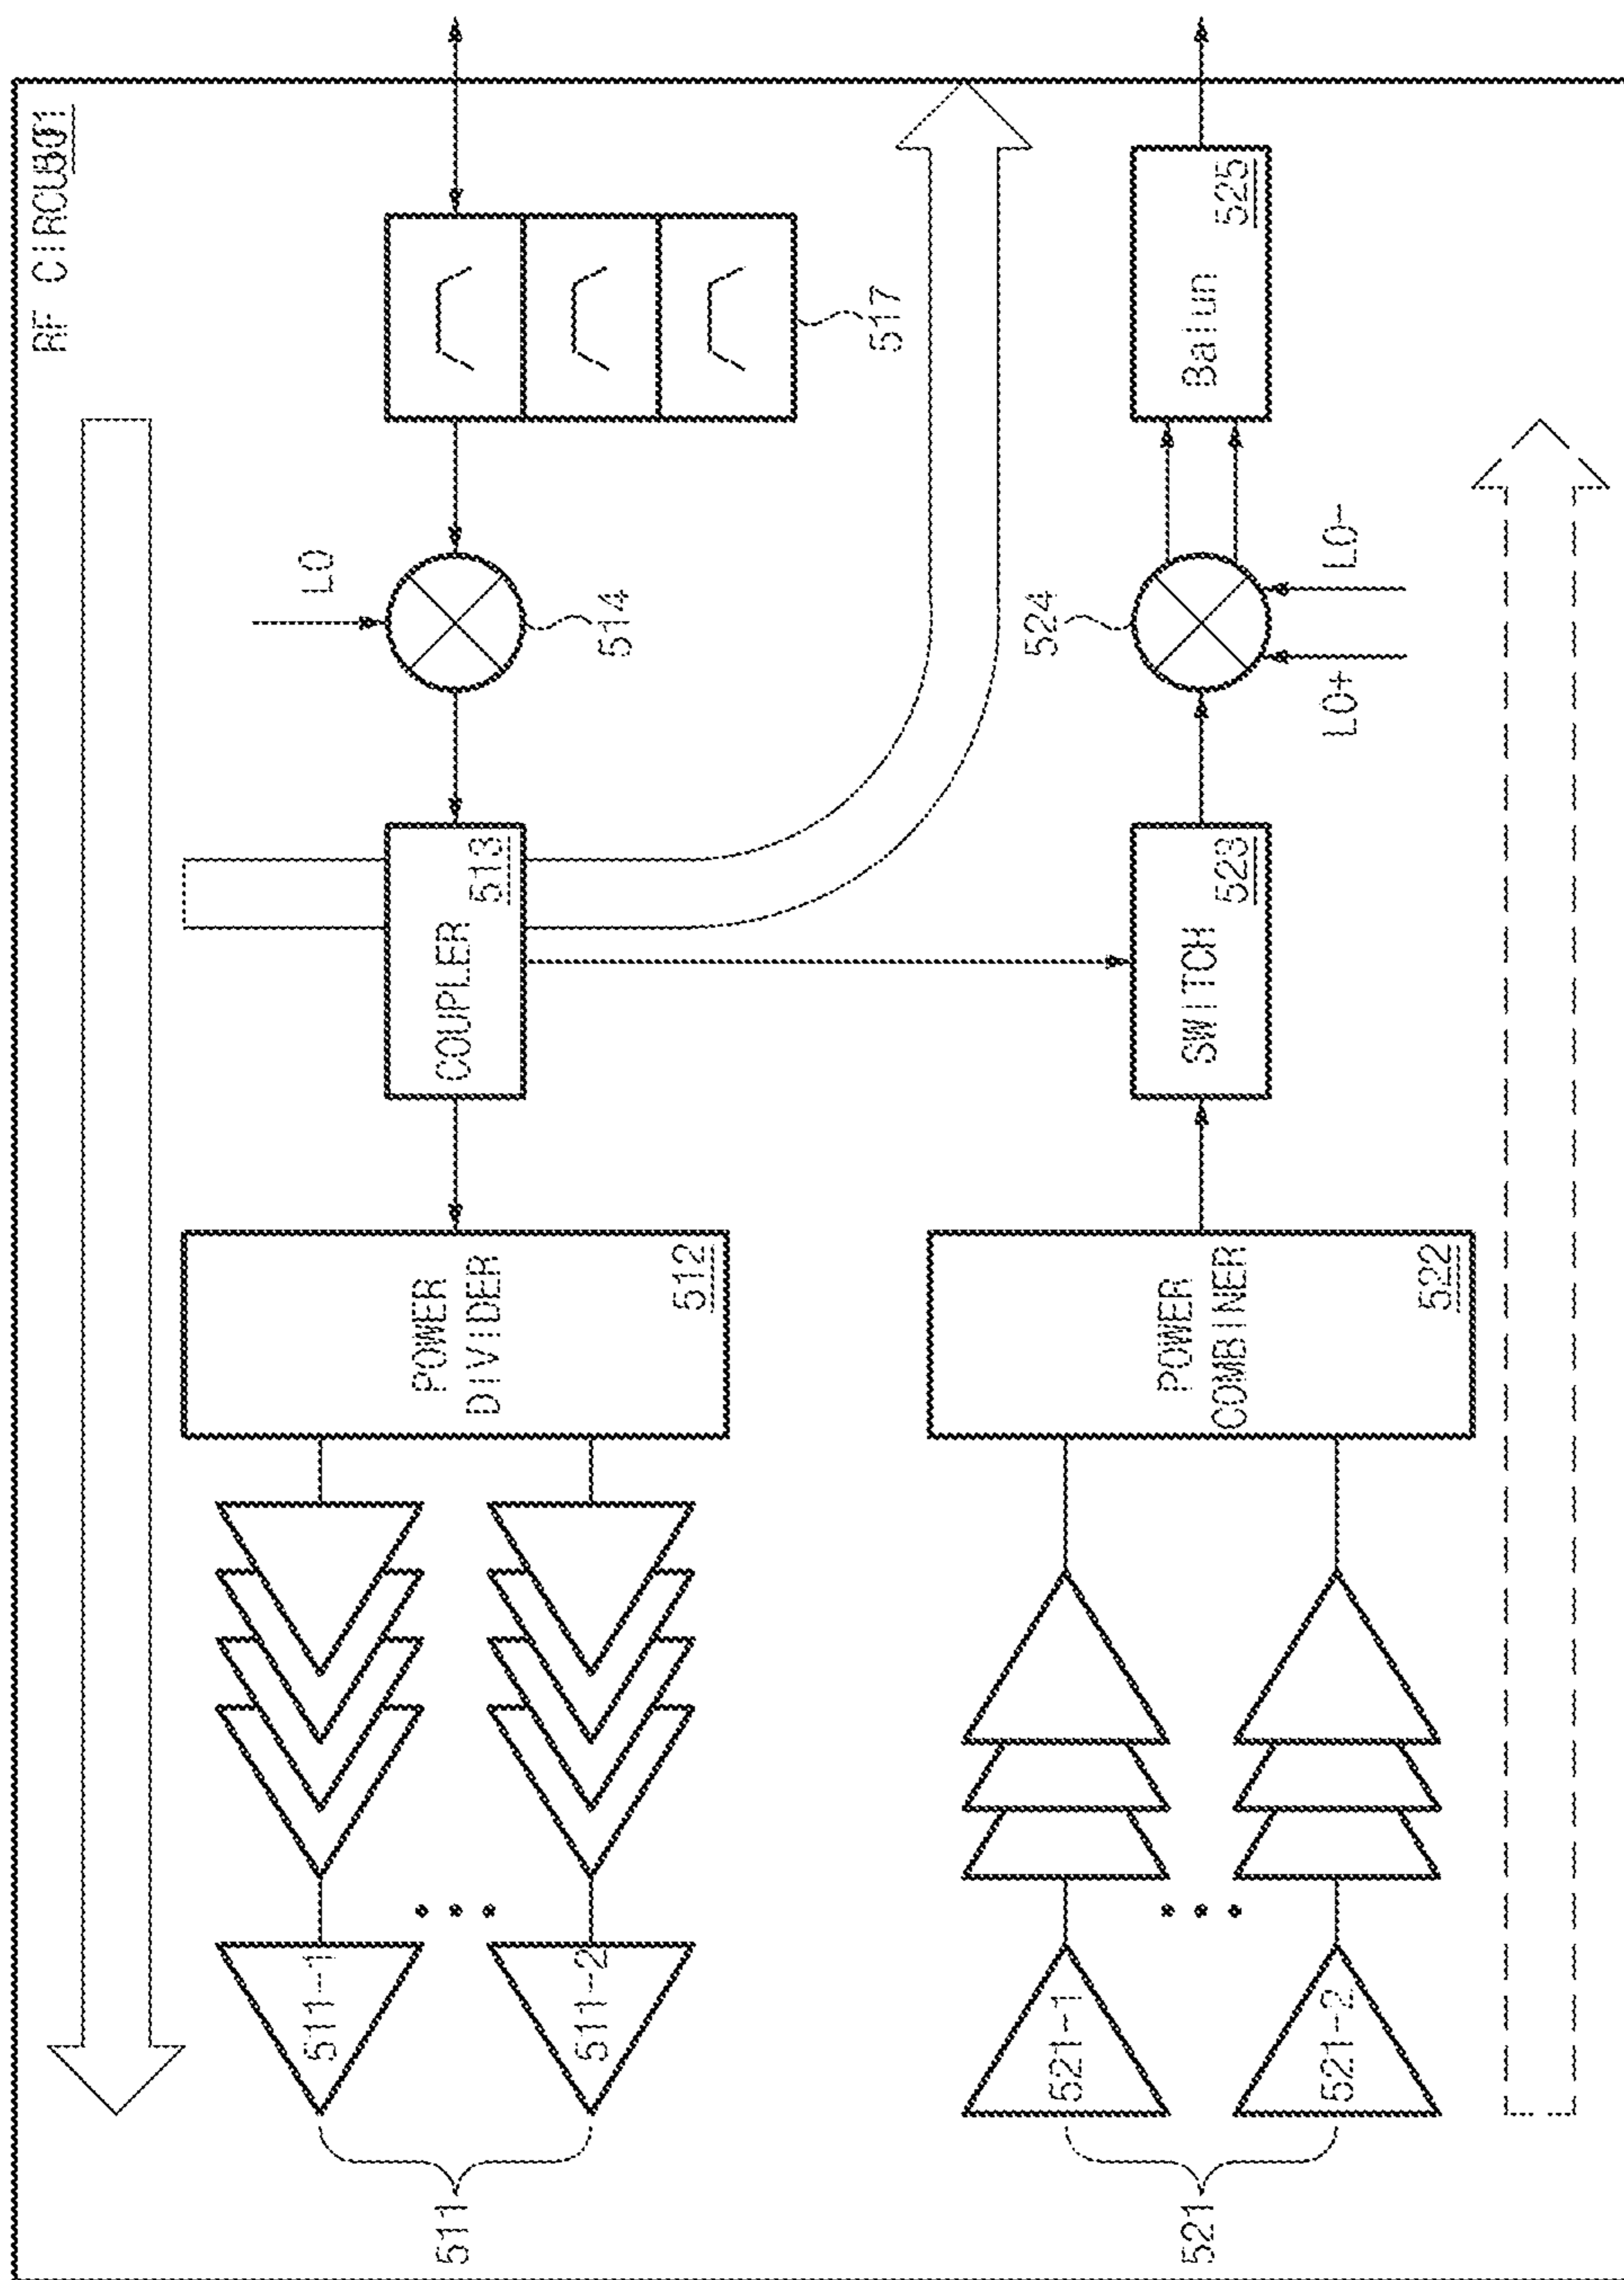 RF CIRCU
LO
514
517
COUPLER
513
POWER
DIVIDER
512
511-1
511-2
511
Balun
525
524
LO+
LO-
SWITCH
523
POWER
COMBINER
522
521-1
521-2
521